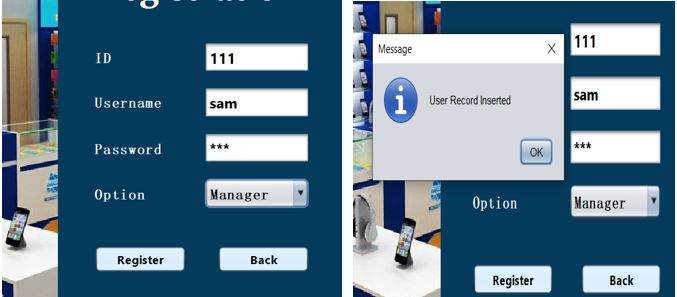 ID 111
Username sam
Password ***
Option Manager
Register Back
Message X
111
User Record Inserted
sam
OK
***
Option Manager
Register Back